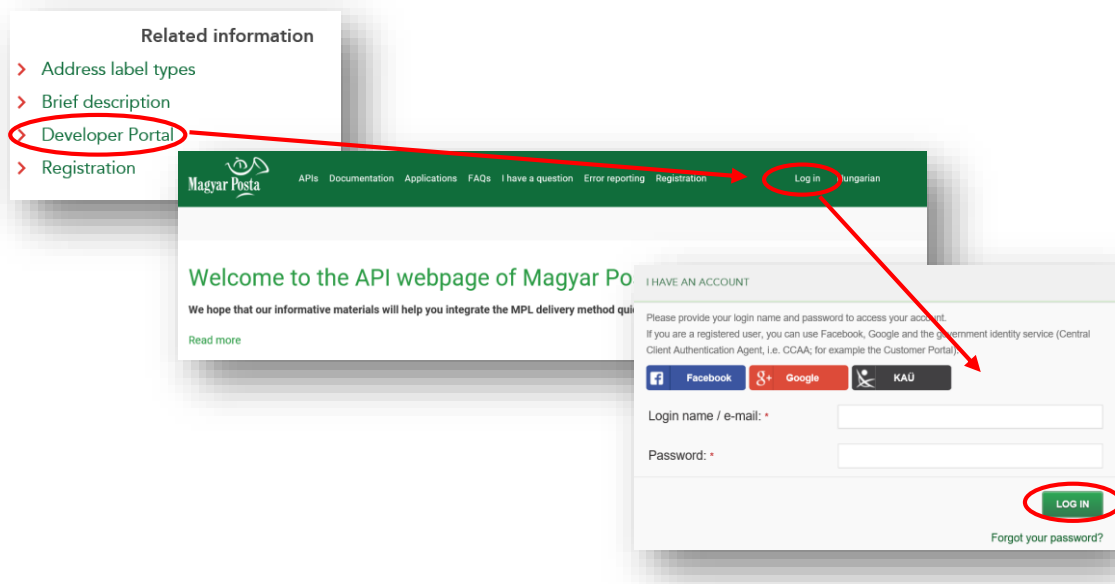 Related information
Address label types
Brief description
Developer Portal
Registration
Magyar Posta
APIs Documentation Applications FAQs I have a question Error reporting Registration Log in Hungarian
Welcome to the API webpage of Magyar Po
We hope that our informative materials will help you integrate the MPL delivery method qui
Read more
I HAVE AN ACCOUNT
Please provide your login name and password to access your account.
If you are a registered user, you can use Facebook, Google and the government identity service (Central
Client Authentication Agent, i.e. CCAA; for example the Customer Portal).
Facebook Google KAÜ
Login name / e-mail: *
Password: *
LOG IN
Forgot your password?